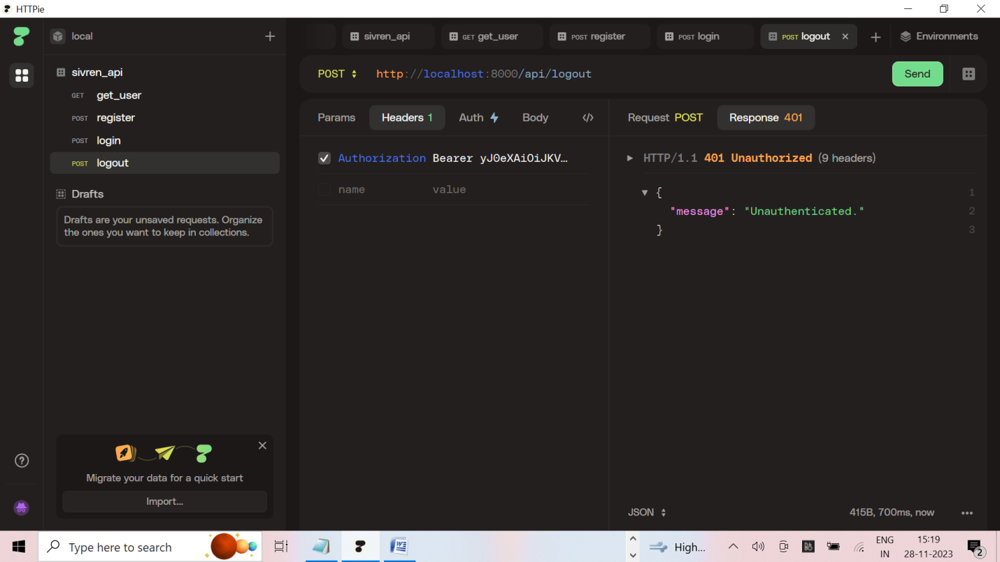 HTTPie
local
sivren_api
GET get_user
POST register
POST login
POST logout
Environments
sivren_api
GET get_user
POST register
POST login
POST logout
Drafts
Drafts are your unsaved requests. Organize
the ones you want to keep in collections.
Migrate your data for a quick start
Import...
POST http://localhost:8000/api/logout
Send
Params Headers 1 Auth Body </>
Authorization Bearer yJ0eXAiOiJKV…
name value
Request POST Response 401
HTTP/1.1 401 Unauthorized (9 headers)
{ 1
"message": "Unauthenticated." 2
} 3
JSON
415B, 700ms, now
Type here to search
High...
ENG
IN
15:19
28-11-2023
2